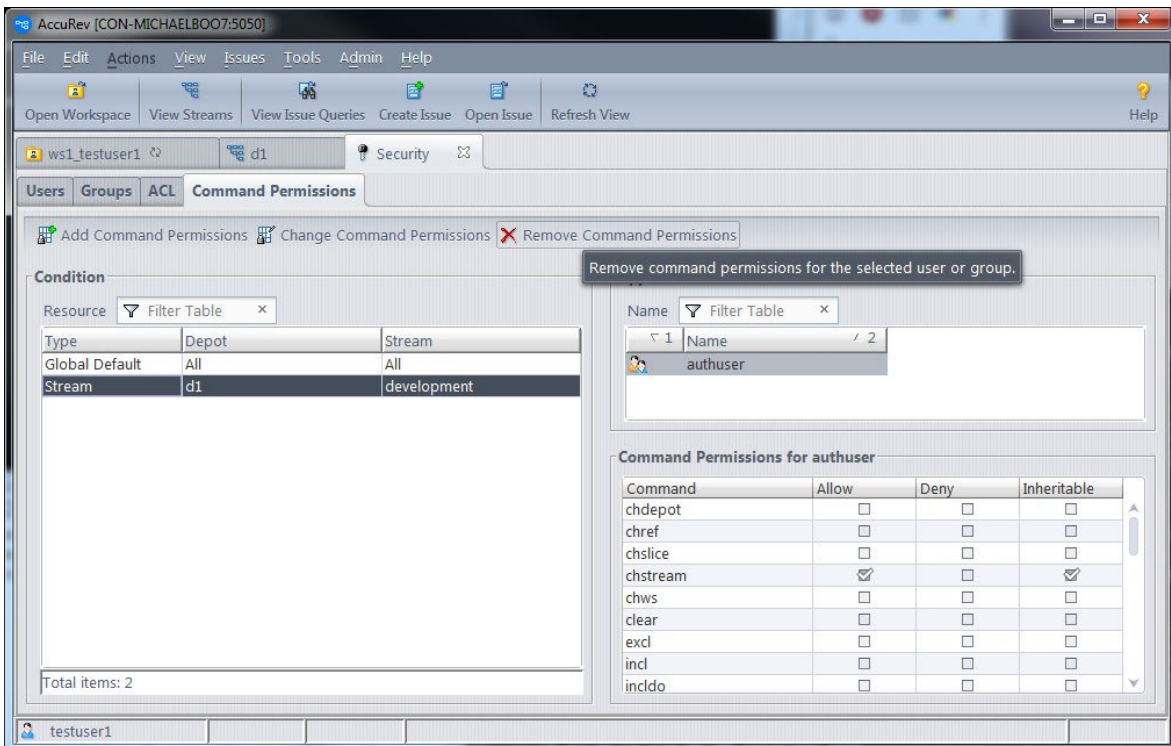 AccuRev [CON-MICHAELBOO7:5050]
File Edit Actions View Issues Tools Admin Help
Open Workspace View Streams View Issue Queries Create Issue Open Issue Refresh View Help
ws1_testuser1 d1 Security
Users Groups ACL Command Permissions
Add Command Permissions Change Command Permissions Remove Command Permissions
Remove command permissions for the selected user or group.
Condition
Resource Filter Table ×
Type Depot Stream
Global Default All All
Stream d1 development
Total items: 2
Name Filter Table ×
1 Name 2
authuser
Command Permissions for authuser
Command Allow Deny Inheritable
chdepot
chref
chslice
chstream
chws
clear
excl
incl
incldo
testuser1